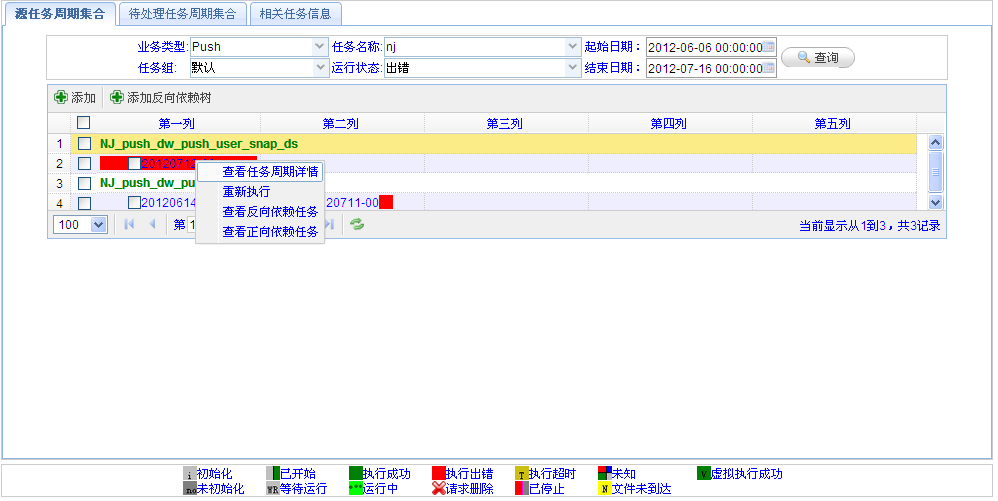 源任务周期集合 待处理任务周期集合 相关任务信息
业务类型: Push 任务名称: nj 起始日期： 2012-06-06 00:00:00
查询
任务组: 默认 运行状态: 出错 结束日期： 2012-07-16 00:00:00
添加 添加反向依赖树
第一列 第二列 第三列 第四列 第五列
1 NJ_push_dw_push_user_snap_ds
2
查看任务周期详情
3 NJ_push_dw_pu
重新执行
4 20120614 20711-00
查看反向依赖任务
100 第 1 当前显示从1到3，共3记录
查看正向依赖任务
i 初始化 已开始 执行成功 执行出错 T 执行超时 未知 V 虚拟执行成功
no 未初始化 WR 等待运行 运行中 请求删除 已停止 N 文件未到达